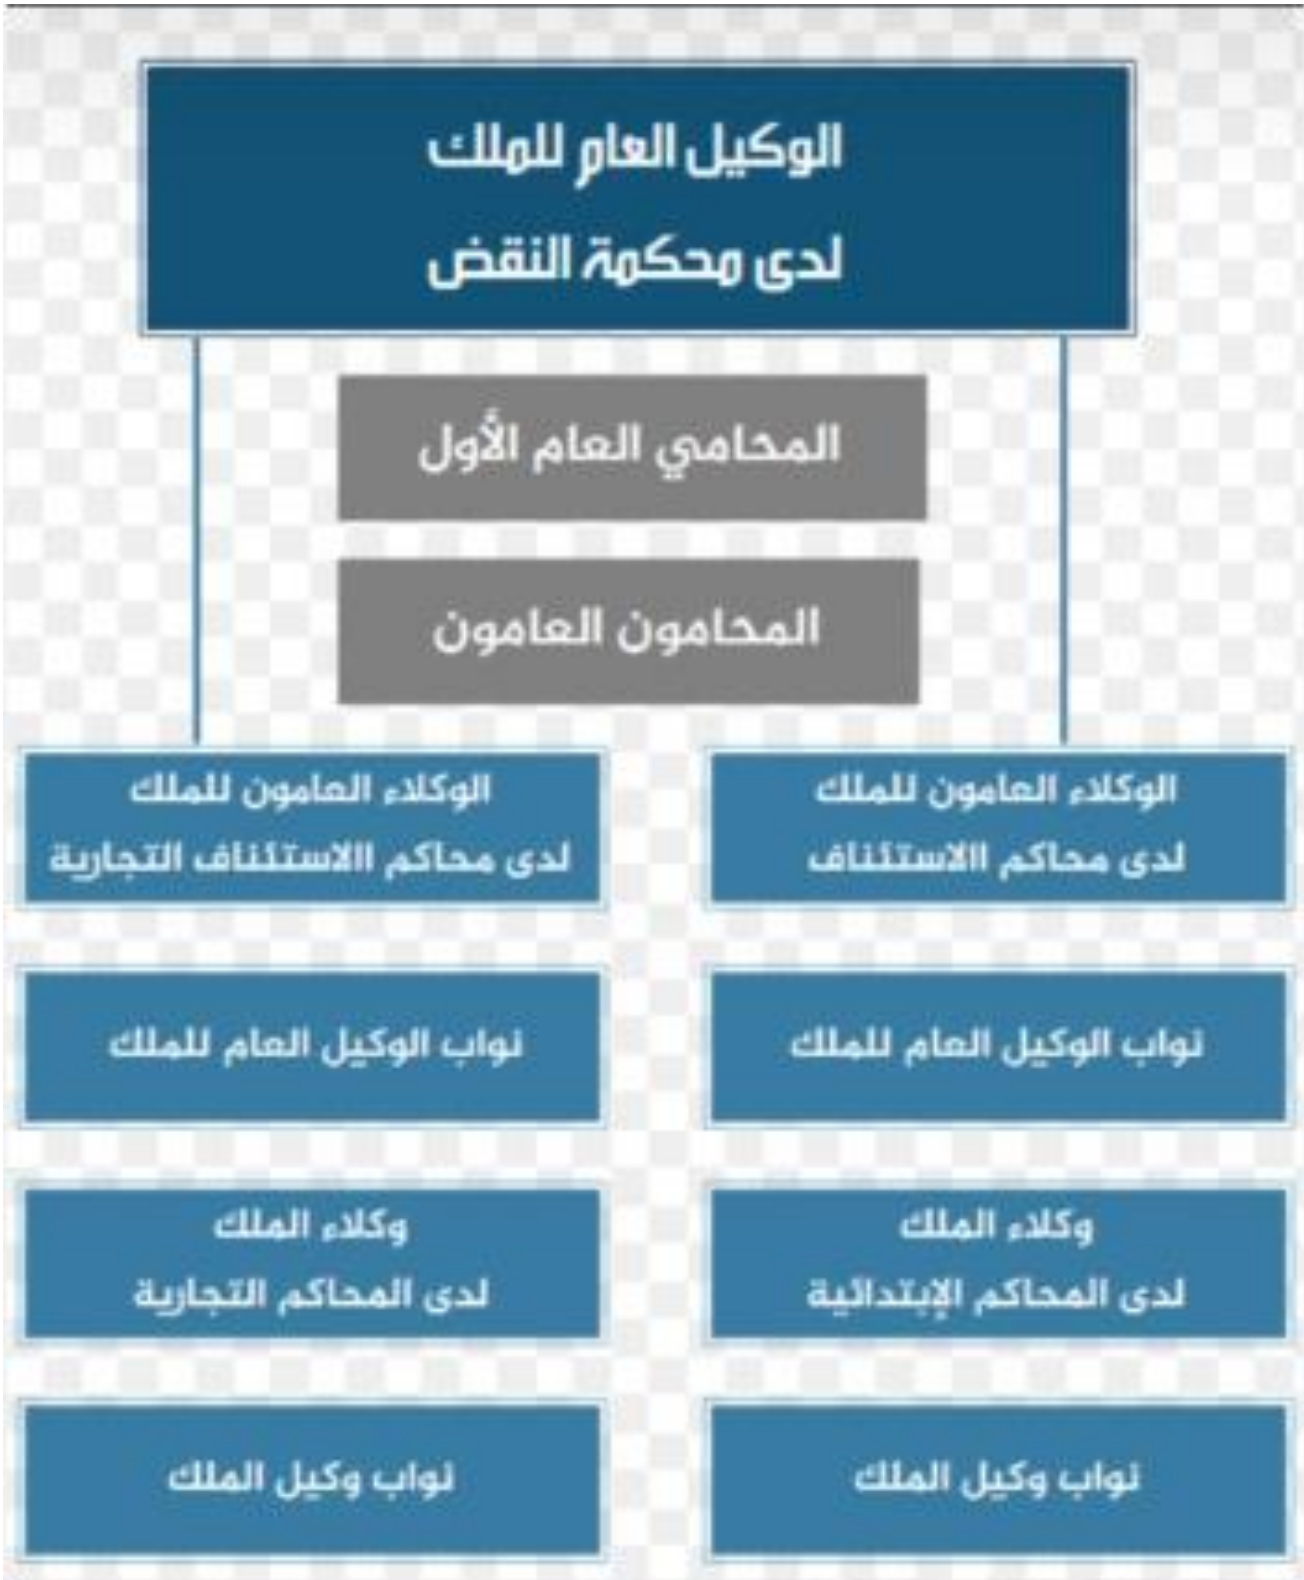 الوكيل العام للملك
لدى محكمة النقض
المحامي العام الأول
المحامون العامون
الوكلاء العامون للملك
لدى محاكم االاستئناف
الوكلاء العامون للملك
لدى محاكم االاستئناف التجارية
نواب الوكيل العام للملك
نواب الوكيل العام للملك
وكلاء الملك
لدى المحاكم الإبتدائية
وكلاء الملك
لدى المحاكم التجارية
نواب وكيل الملك
نواب وكيل الملك